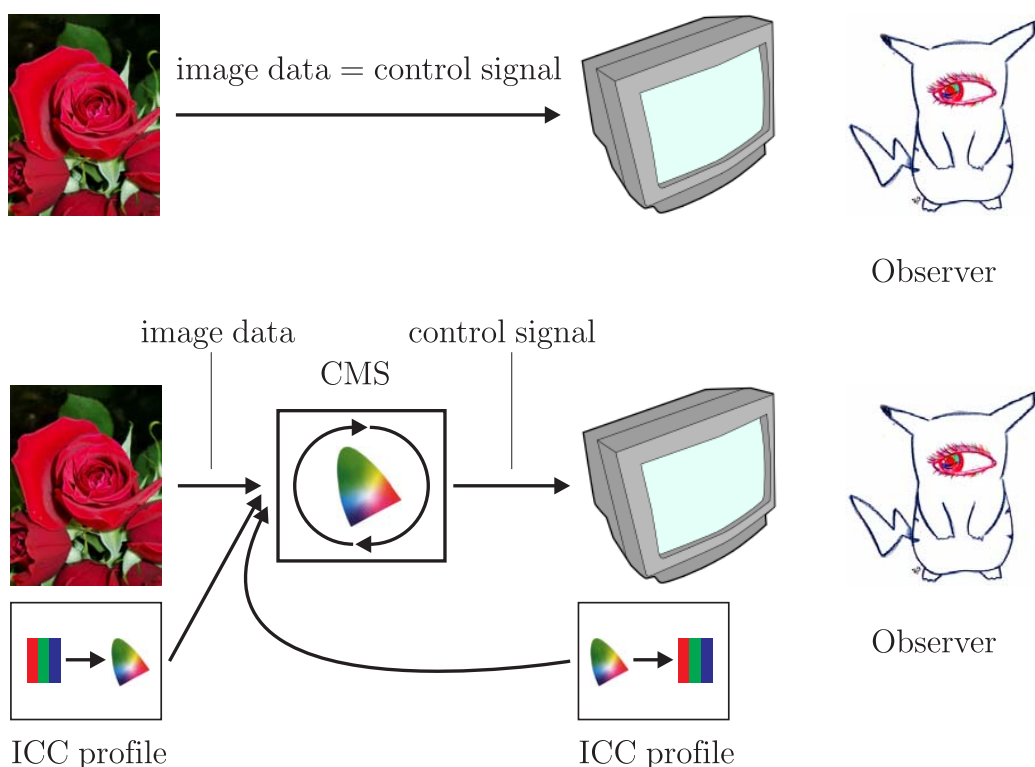 image data = control signal
Observer
image data
control signal
CMS
Observer
ICC profile
ICC profile